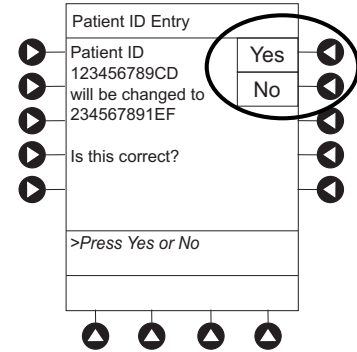 Patient ID Entry
Patient ID
123456789CD
will be changed to
234567891EF
Is this correct?
Yes
No
>Press Yes or No